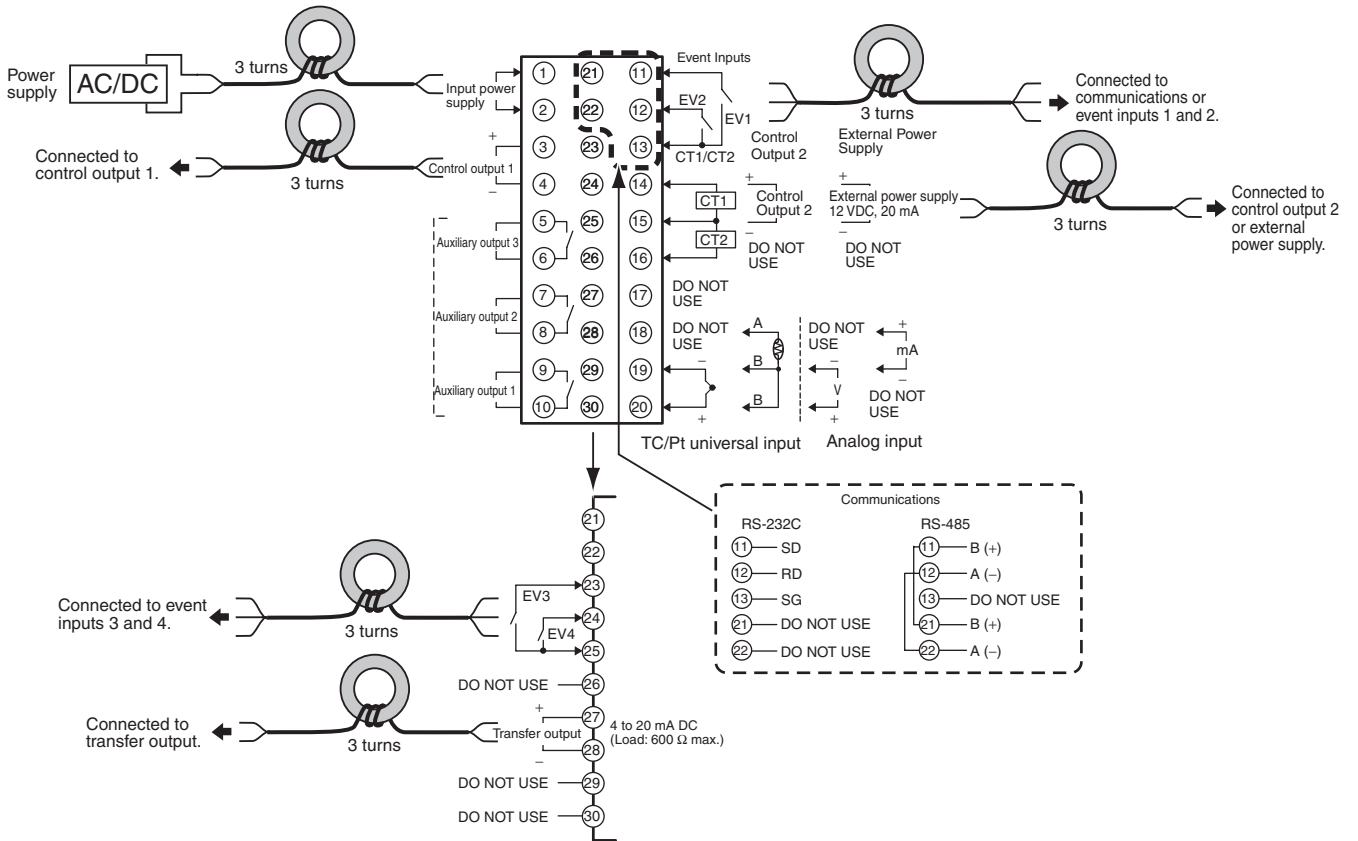 Power
supply
AC/DC
3 turns
Input power
supply
Connected to
control output 1.
3 turns
+
Control output 1
−
Auxiliary output 3
Auxiliary output 2
Auxiliary output 1
1 21 11
2 22 12
3 23 13
4 24 14
5 25 15
6 26 16
7 27 17
8 28 18
9 29 19
10 30 20
Event Inputs
EV2
EV1
CT1/CT2
CT1
CT2
Control
Output 2
+
Control
Output 2
−
DO NOT
USE
External Power
Supply
+
External power supply
12 VDC, 20 mA
−
DO NOT
USE
3 turns
Connected to
communications or
event inputs 1 and 2.
3 turns
Connected to
control output 2
or external
power supply.
DO NOT
USE
DO NOT
USE
−
+
A
B
B
TC/Pt universal input
DO NOT
USE
−
V
+
+
mA
−
DO NOT
USE
Analog input
Communications
RS-232C
11 SD
12 RD
13 SG
21 DO NOT USE
22 DO NOT USE
RS-485
11 B (+)
12 A (−)
13 DO NOT USE
21 B (+)
22 A (−)
21
22
23
24
25
26
27
28
29
30
Connected to event
inputs 3 and 4.
3 turns
EV3
EV4
DO NOT USE
Connected to
transfer output.
3 turns
+
Transfer output
−
4 to 20 mA DC
(Load: 600 Ω max.)
DO NOT USE
DO NOT USE